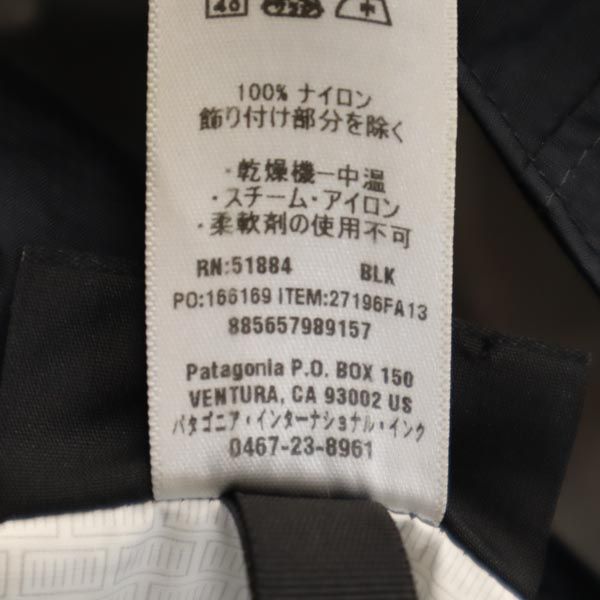 40 中
100% ナイロン
飾り付け部分を除く
・乾燥機ー中温
・スチーム・アイロン
・柔軟剤の使用不可
RN:51884 BLK
PO:166169 ITEM:27196FA13
885657989157
Patagonia P.O. BOX 150
VENTURA, CA 93002 US
パタゴニア・インターナショナル・インク
0467-23-8961